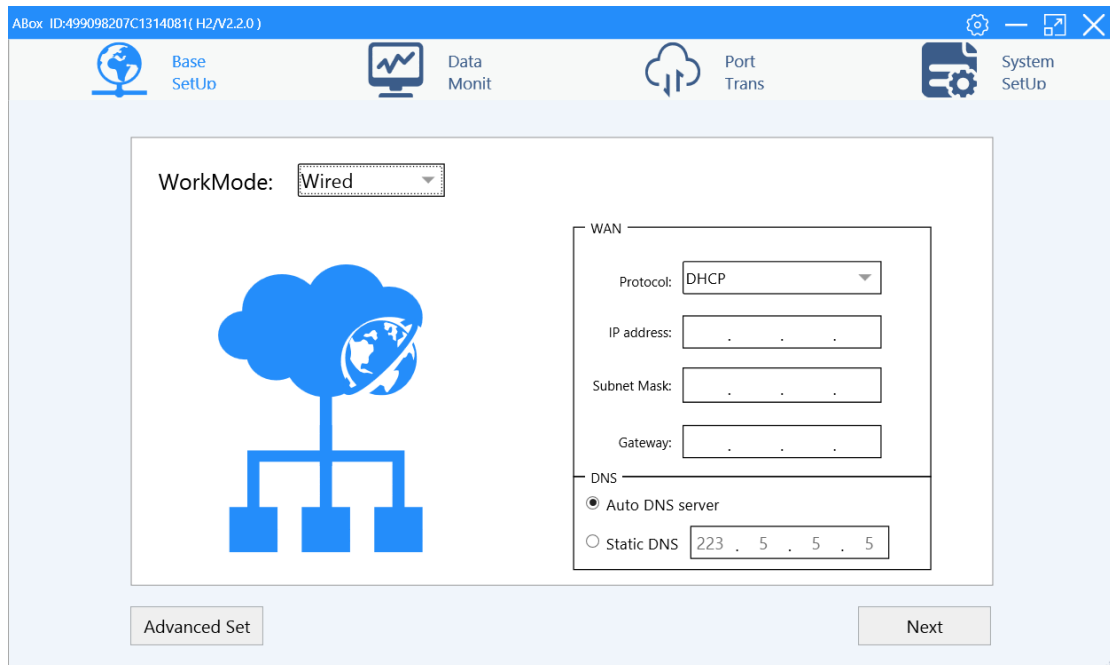 ABox ID:499098207C1314081( H2/V2.2.0 )
Base
SetUp
Data
Monit
Port
Trans
System
SetUp
WorkMode: Wired
WAN
Protocol: DHCP
IP address: . . .
Subnet Mask: . . .
Gateway: . . .
DNS
Auto DNS server
Static DNS 223 . 5 . 5 . 5
Advanced Set
Next